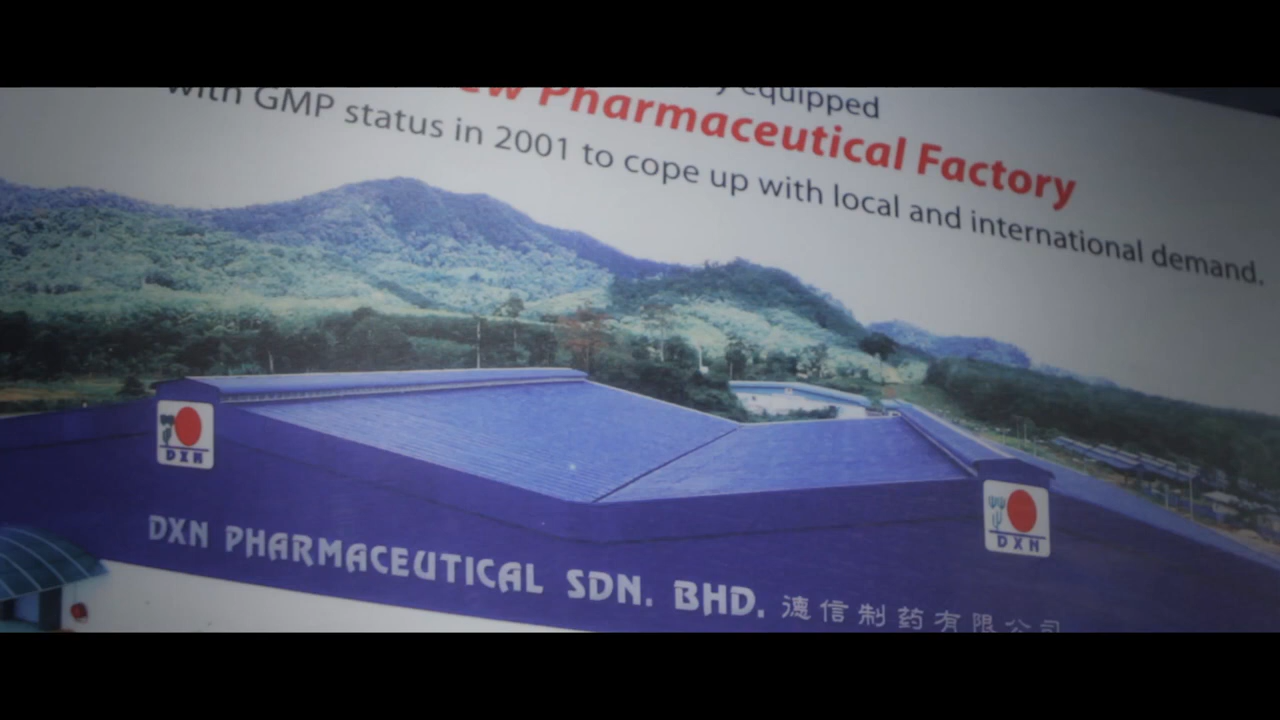 equipped
Pharmaceutical Factory
with GMP status in 2001 to cope up with local and international demand.
DXN
DXN
DXN PHARMACEUTICAL SDN. BHD. 德信制药有限公司